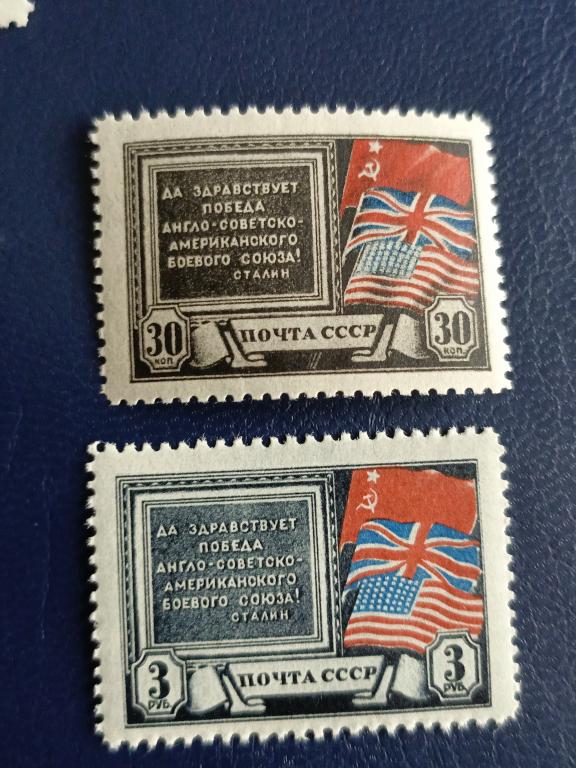 ДА ЗДРАВСТВУЕТ
ПОБЕДА
АНГЛО-СОВЕТСКО-
АМЕРИКАНСКОГО
БОЕВОГО СОЮЗА!
СТАЛИН
30
КОП.
ПОЧТА СССР
30
КОП.
ДА ЗДРАВСТВУЕТ
ПОБЕДА
АНГЛО-СОВЕТСКО-
АМЕРИКАНСКОГО
БОЕВОГО СОЮЗА!
СТАЛИН
3
РУБ.
ПОЧТА СССР
3
РУБ.